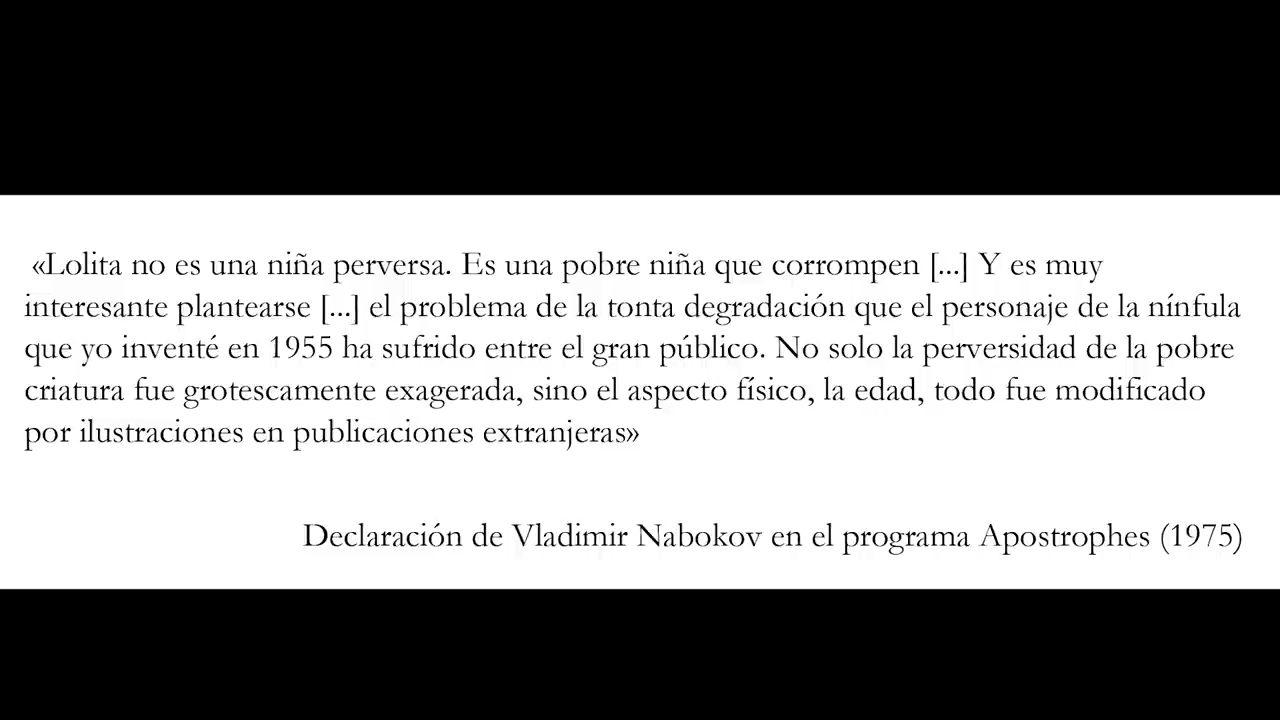 «Lolita no es una niña perversa. Es una pobre niña que corrompen [...] Y es muy
interesante plantearse [...] el problema de la tonta degradación que el personaje de la nínfula
que yo inventé en 1955 ha sufrido entre el gran público. No solo la perversidad de la pobre
criatura fue grotescamente exagerada, sino el aspecto físico, la edad, todo fue modificado
por ilustraciones en publicaciones extranjeras»
Declaración de Vladimir Nabokov en el programa Apostrophes (1975)